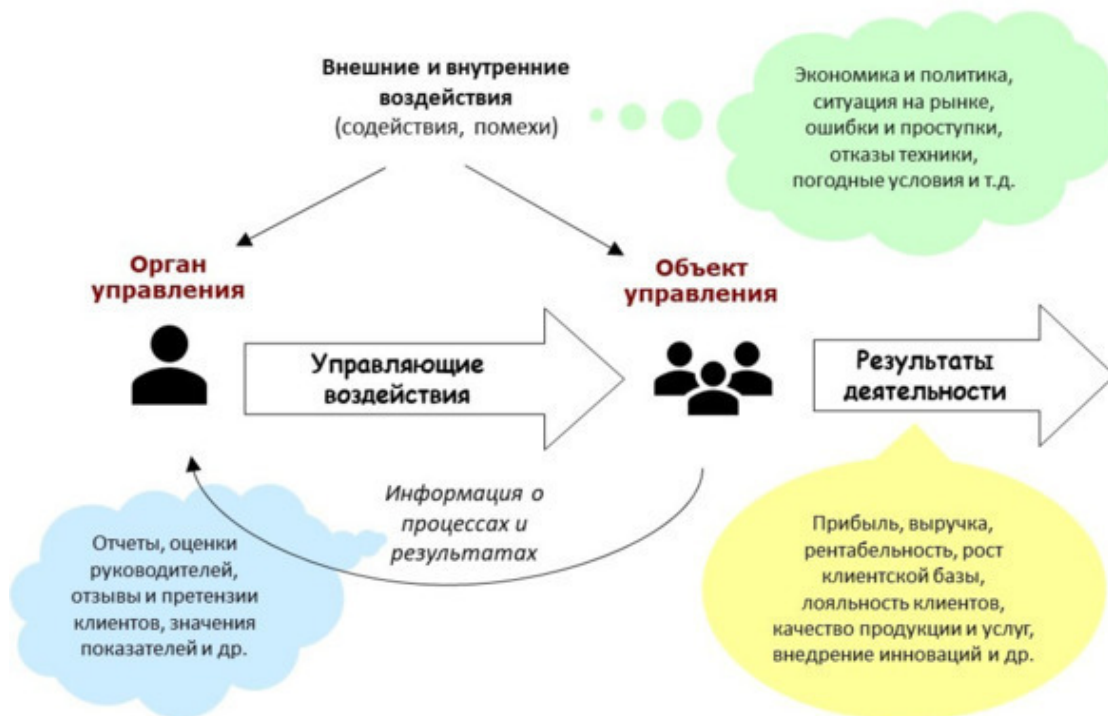 Внешние и внутренние
воздействия
(содействия, помехи)
Экономика и политика,
ситуация на рынке,
ошибки и проступки,
отказы техники,
погодные условия и т.д.
Орган
управления
Объект
управления
Управляющие
воздействия
Результаты
деятельности
Информация о
процессах и
результатах
Отчеты, оценки
руководителей,
отзывы и претензии
клиентов, значения
показателей и др.
Прибыль, выручка,
рентабельность, рост
клиентской базы,
лояльность клиентов,
качество продукции и услуг,
внедрение инноваций и др.